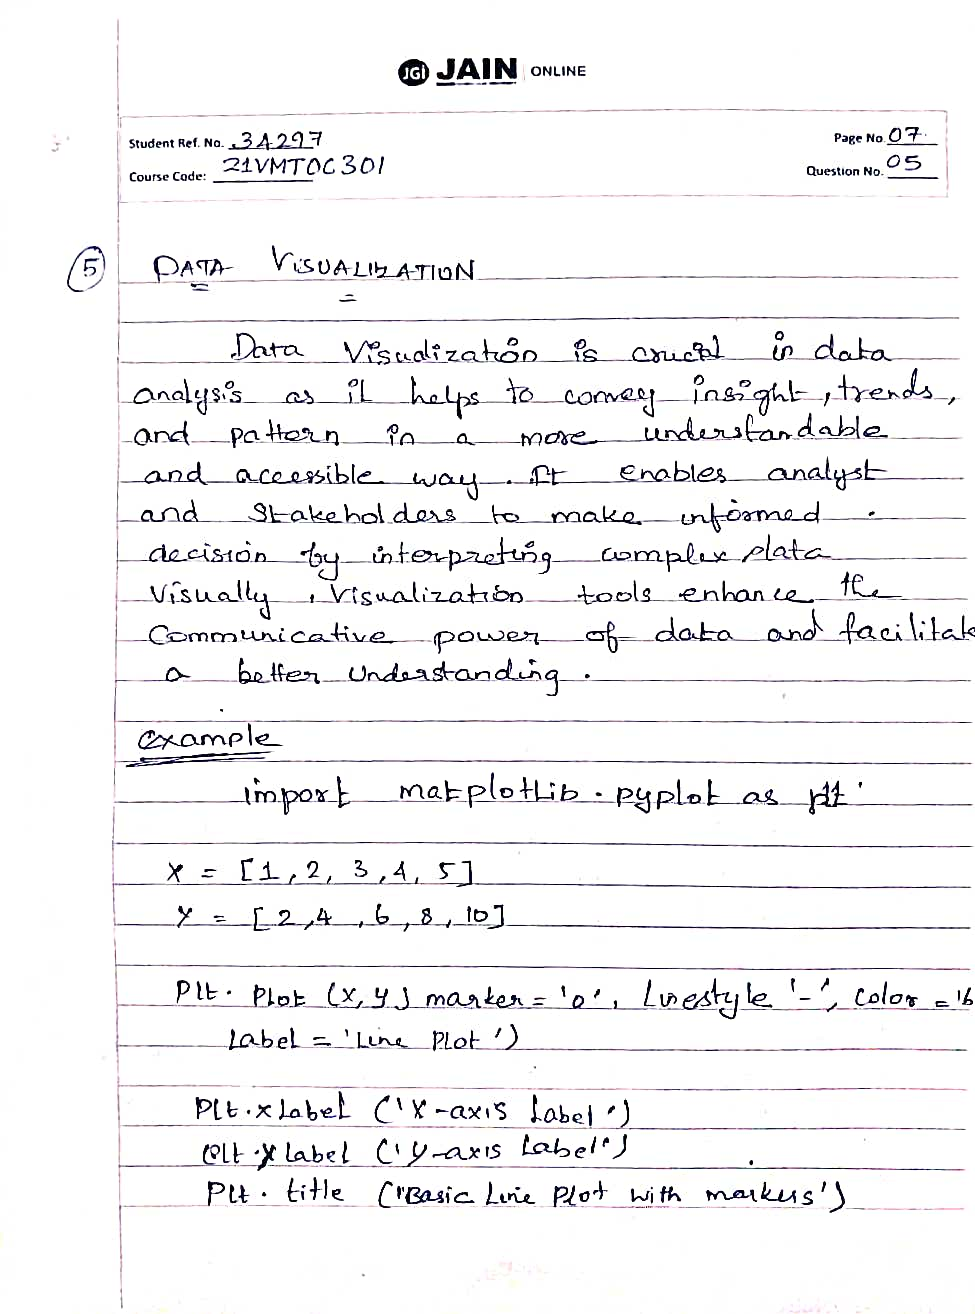 JGI JAIN ONLINE
Student Ref. No. 3A297
Page No. 07
Course Code: 21VMTOC301
Question No. 05
5 DATA VISUALIZATION
Data Visualization is crucial in data
analysis as it helps to convey insight, trends,
and pattern in a more understandable
and acessible way. It enables analyst
and Stakeholders to make informed.
decision by interpreting complex data
Visually, Visualization tools enhance the
Communicative power of data and facilitate
a better understanding.
example
import matplotlib.pyplot as plt
X = [1, 2, 3, 4, 5]
Y = [2, 4, 6, 8, 10]
Plt. Plot (X, Y) marker = 'o', Linestyle '-', color = 'b
Label = 'Line Plot')
Plt.xLabel ('X-axis Label')
Plt.yLabel ('Y-axis Label')
Plt. title ("Basic Line Plot with markers')